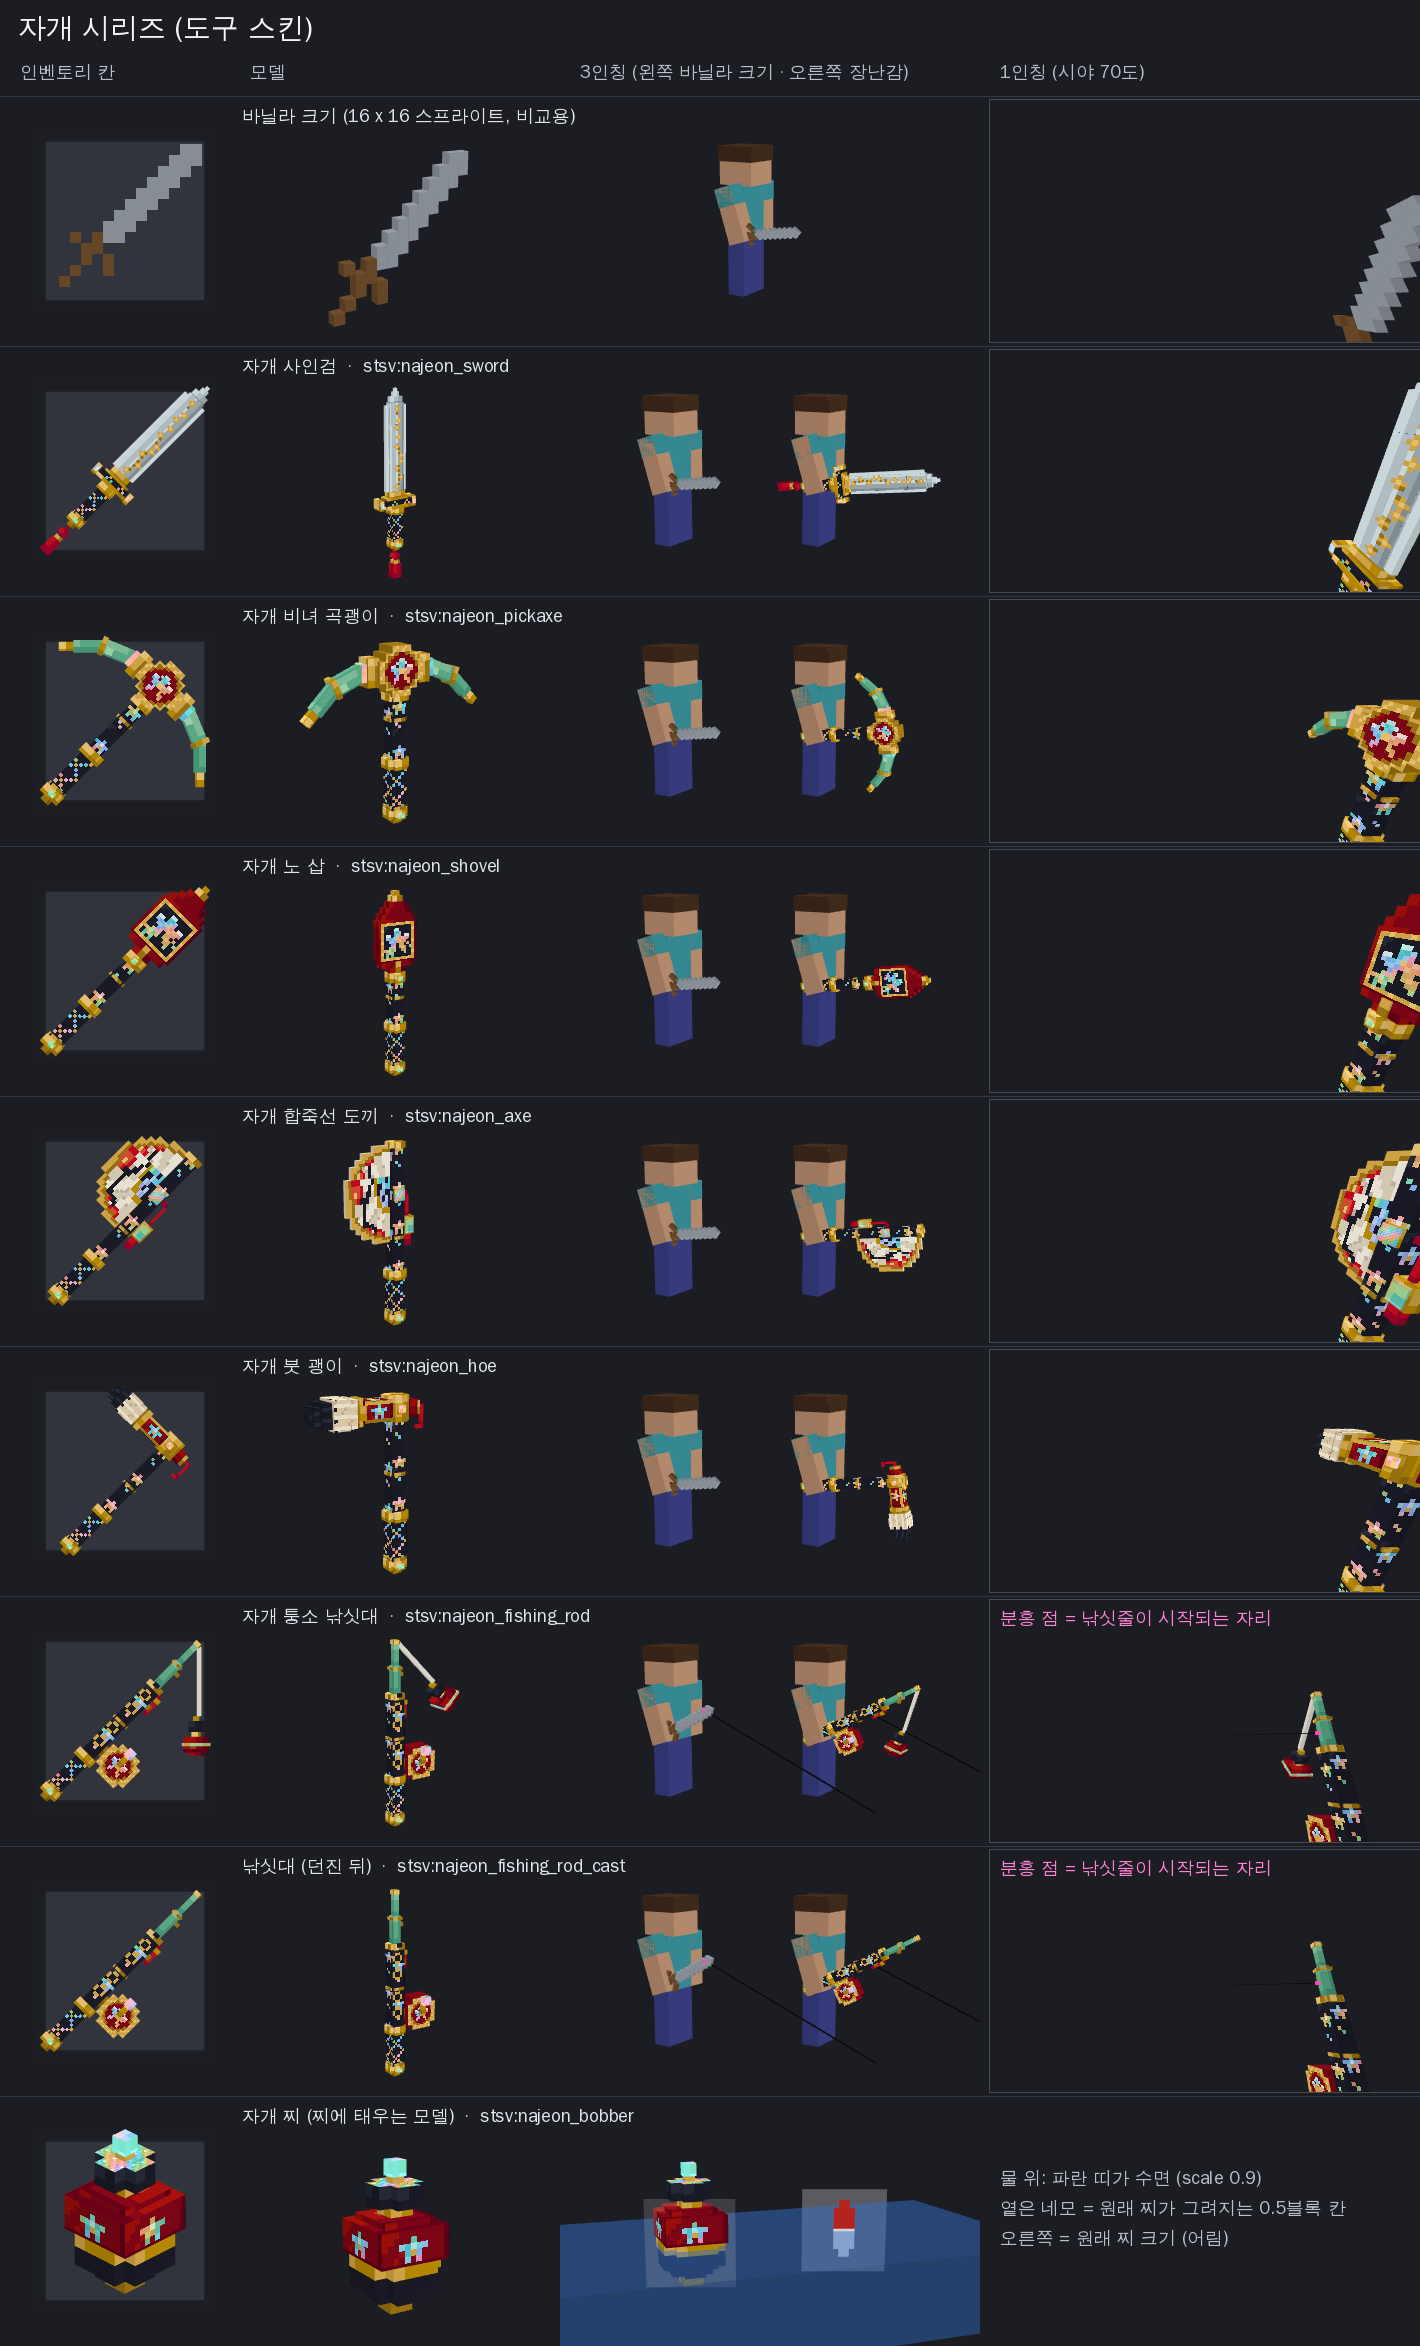 자개 시리즈 (도구 스킨)
인벤토리 칸
모델
3인칭 (왼쪽 바닐라 크기 · 오른쪽 장난감)
1인칭 (시야 70도)
바닐라 크기 (16 x 16 스프라이트, 비교용)
자개 사인검 · stsv:najeon_sword
자개 비녀 곡괭이 · stsv:najeon_pickaxe
자개 노 삽 · stsv:najeon_shovel
자개 합죽선 도끼 · stsv:najeon_axe
자개 붓 괭이 · stsv:najeon_hoe
자개 퉁소 낚싯대 · stsv:najeon_fishing_rod
분홍 점 = 낚싯줄이 시작되는 자리
낚싯대 (던진 뒤) · stsv:najeon_fishing_rod_cast
분홍 점 = 낚싯줄이 시작되는 자리
자개 찌 (찌에 태우는 모델) · stsv:najeon_bobber
물 위: 파란 띠가 수면 (scale 0.9)
옅은 네모 = 원래 찌가 그려지는 0.5블록 칸
오른쪽 = 원래 찌 크기 (어림)